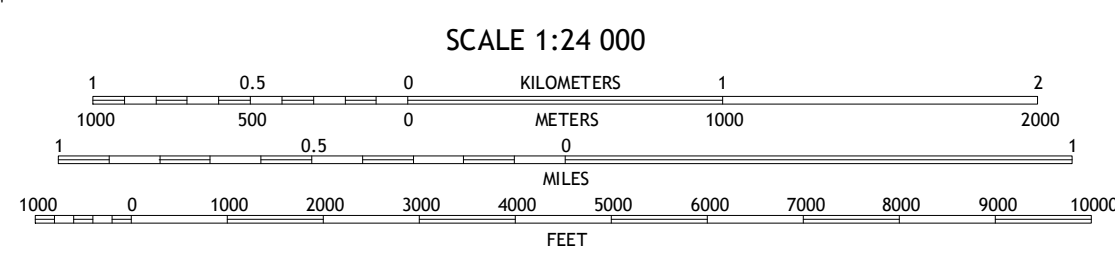 SCALE 1:24 000
1 0.5 0 KILOMETERS 1 2
1000 500 0 METERS 1000 2000
1 0.5 0 1
MILES
1000 0 1000 2000 3000 4000 5000 6000 7000 8000 9000 10000
FEET